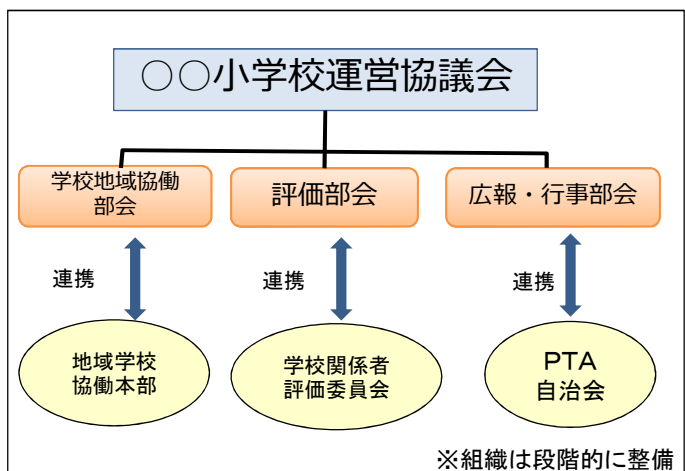 ○○小学校運営協議会
学校地域協働
部会
評価部会
広報・行事部会
連携
連携
連携
地域学校
協働本部
学校関係者
評価委員会
PTA
自治会
※組織は段階的に整備